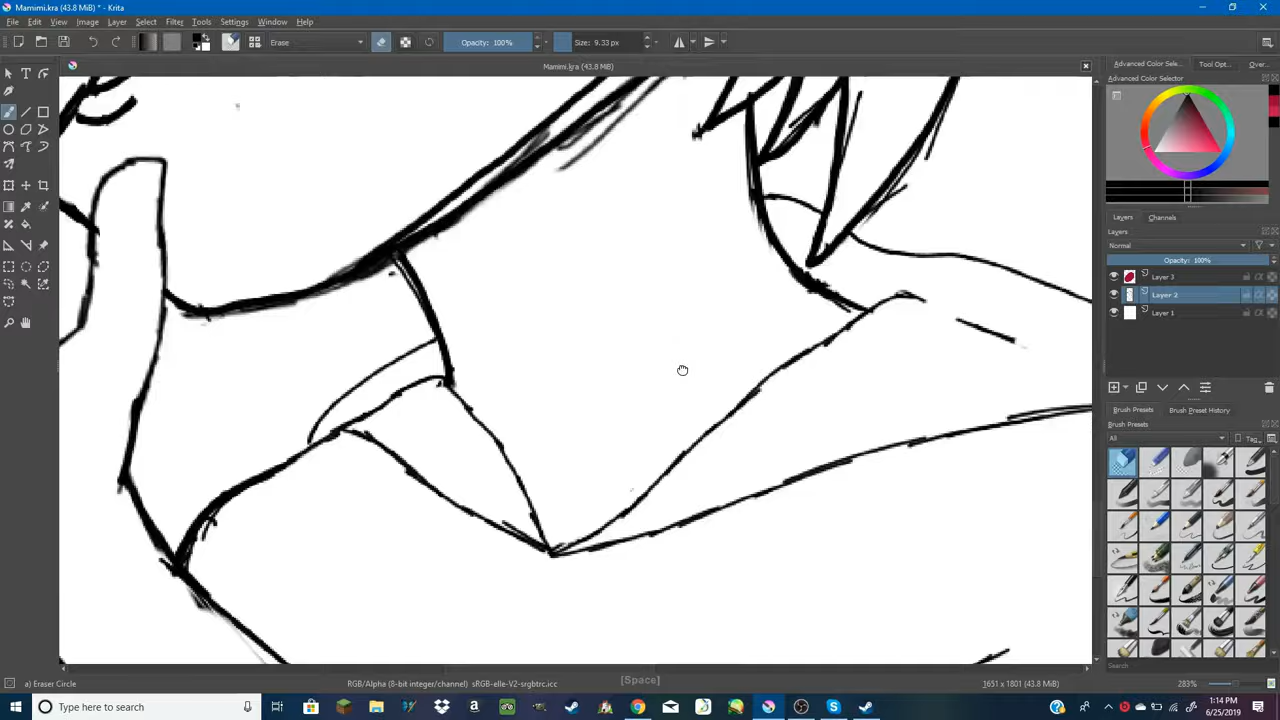 Mamimi.kra (43.8 MiB) * - Krita
File Edit View Image Layer Select Filter Tools Settings Window Help
Erase Opacity: 100% Size: 9.33 px
Mamimi.kra (43.8 MiB)
Advanced Color Sele... Tool Opt... Over...
Advanced Color Selector
Layers Channels
Layers
Normal
Opacity: 100%
Layer 3
Layer 2
Layer 1
Brush Presets Brush Preset History
Brush Presets
All Tag
Search
a) Eraser Circle RGB/Alpha (8-bit integer/channel) sRGB-elle-V2-srgbtrc.icc [Space] 1651 x 1801 (43.8 MiB) 283%
Type here to search
1:14 PM
6/25/2019